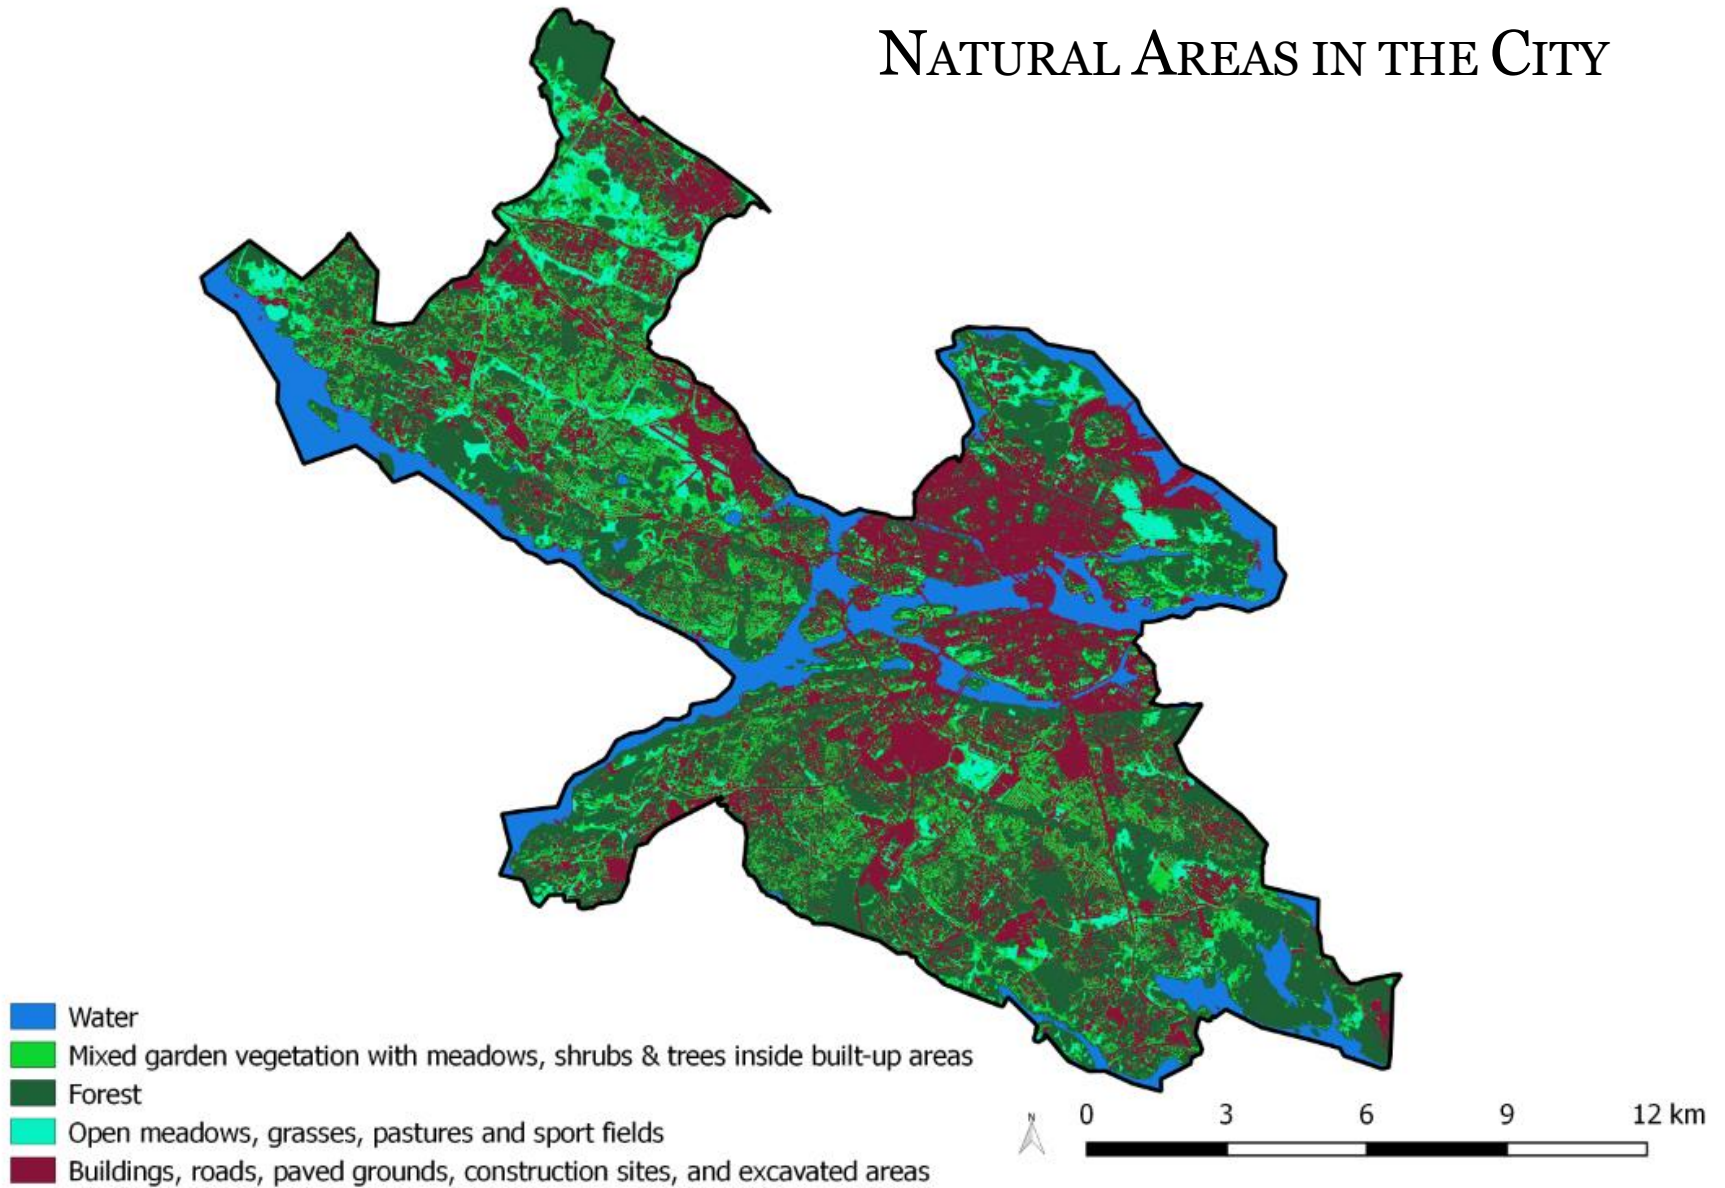 NATURAL AREAS IN THE CITY
Water
Mixed garden vegetation with meadows, shrubs & trees inside built-up areas
Forest
Open meadows, grasses, pastures and sport fields
Buildings, roads, paved grounds, construction sites, and excavated areas
N
0 3 6 9 12 km